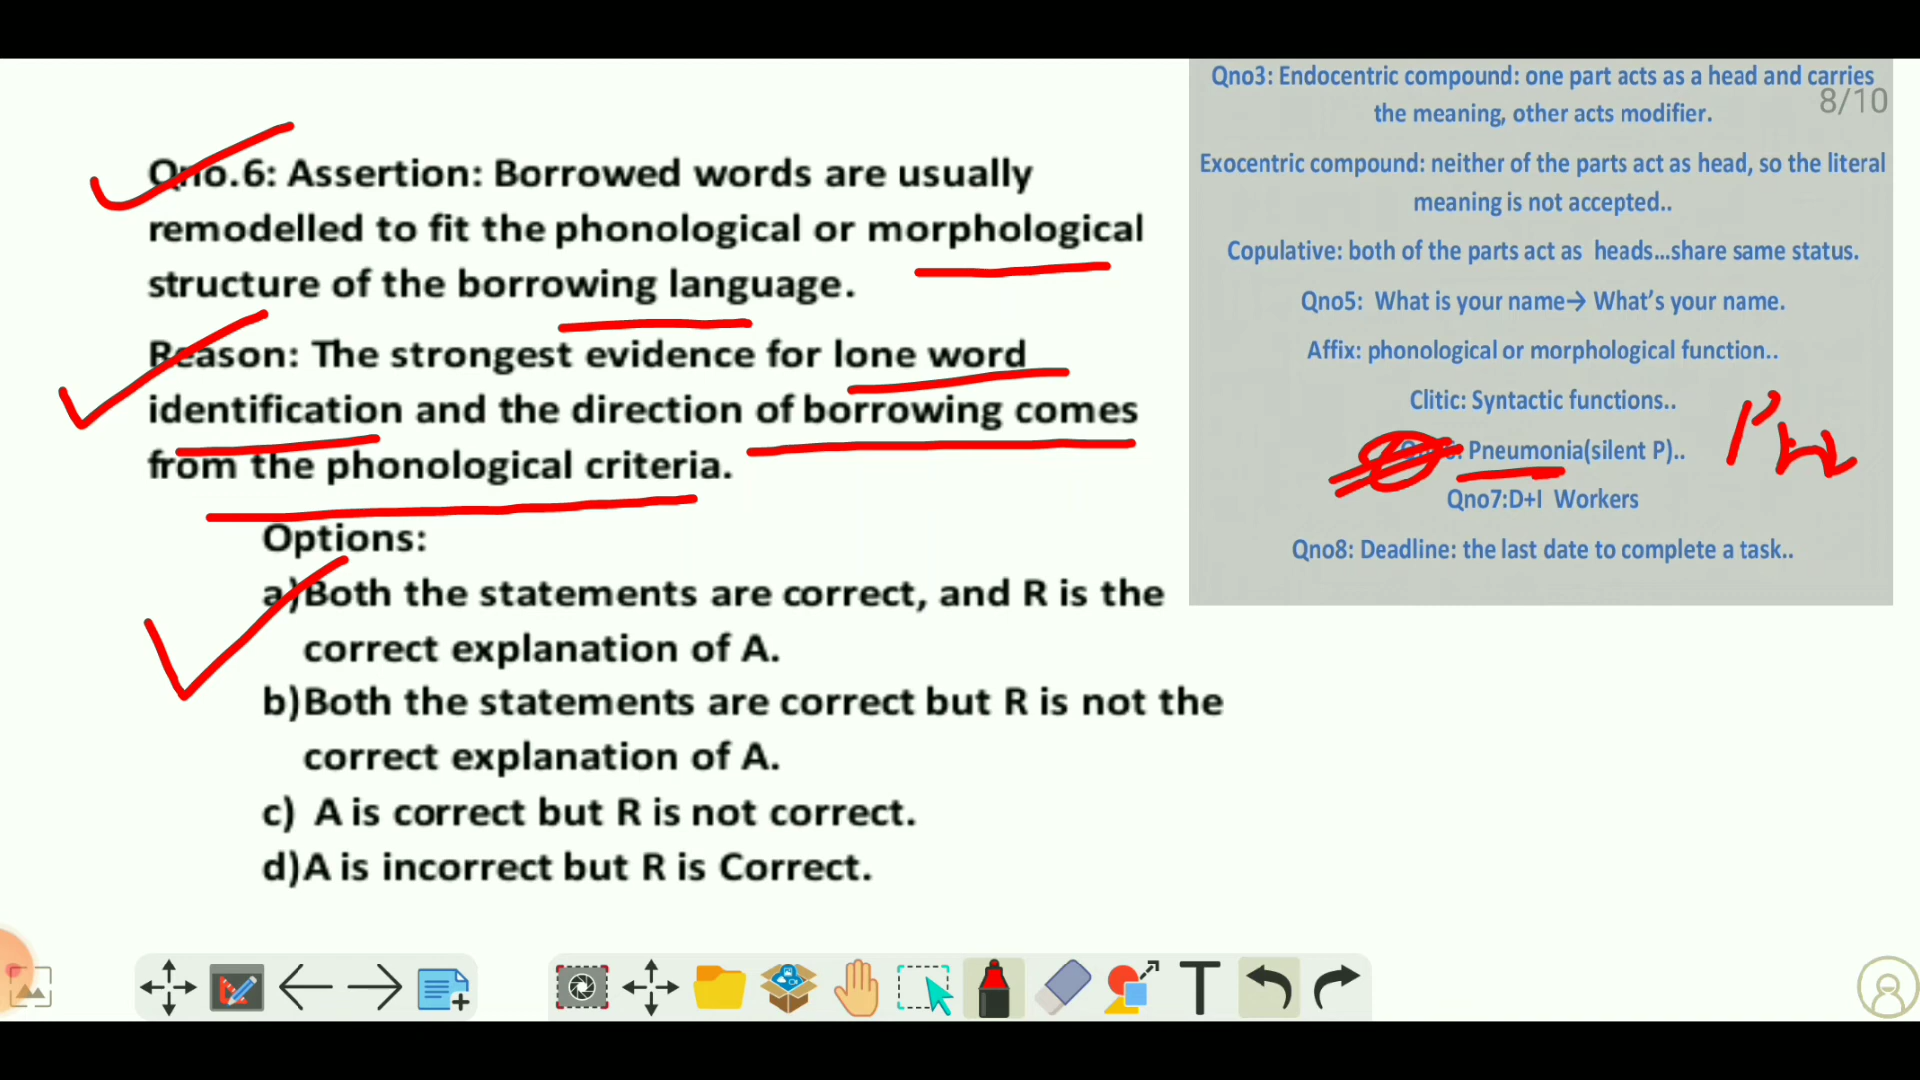 Qno.6: Assertion: Borrowed words are usually
remodelled to fit the phonological or morphological
structure of the borrowing language.
Reason: The strongest evidence for lone word
identification and the direction of borrowing comes
from the phonological criteria.
Options:
a)Both the statements are correct, and R is the
correct explanation of A.
b)Both the statements are correct but R is not the
correct explanation of A.
c) A is correct but R is not correct.
d)A is incorrect but R is Correct.
Qno3: Endocentric compound: one part acts as a head and carries
the meaning, other acts modifier.
8/10
Exocentric compound: neither of the parts act as head, so the literal
meaning is not accepted..
Copulative: both of the parts act as heads...share same status.
Qno5: What is your name→ What's your name.
Affix: phonological or morphological function..
Clitic: Syntactic functions..
Pneumonia(silent P)..
Qno7:D+I Workers
Qno8: Deadline: the last date to complete a task..
I'm
T